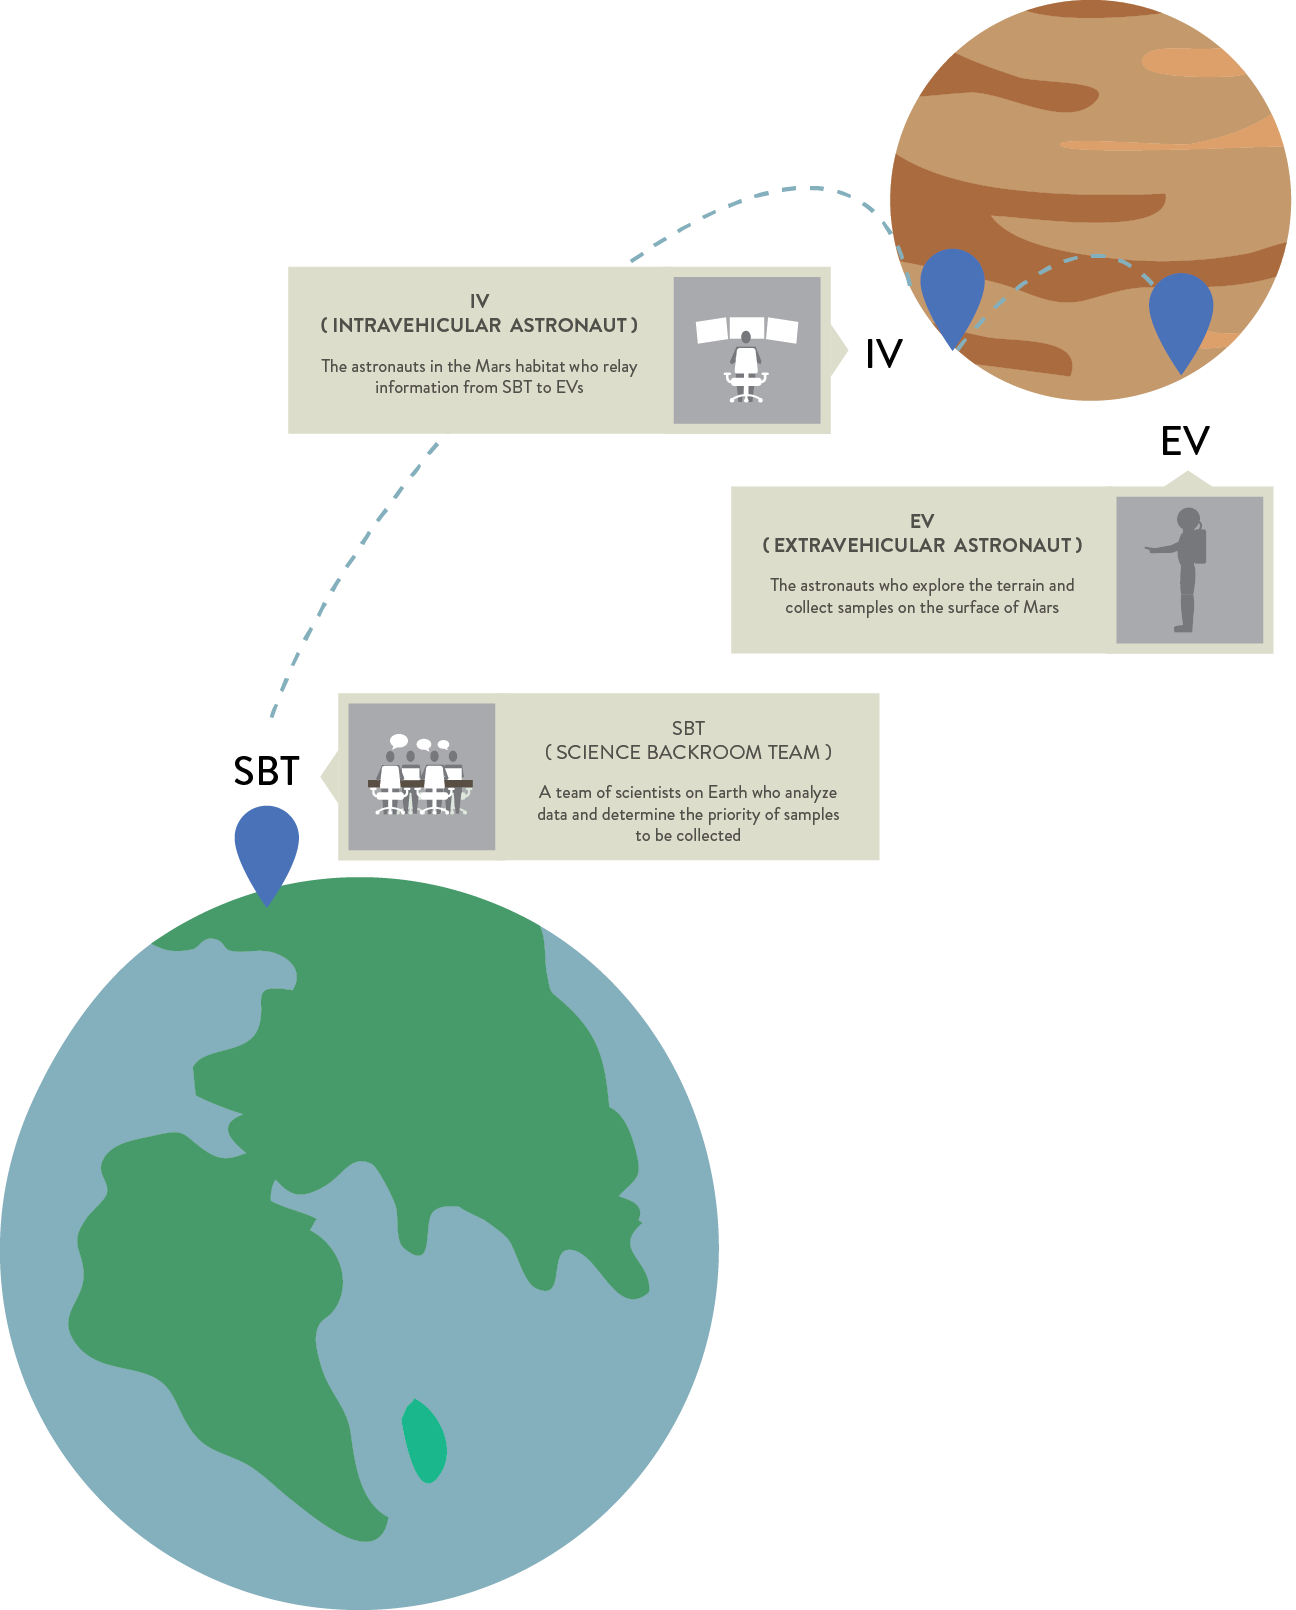 IV
( INTRAVEHICULAR ASTRONAUT )
The astronauts in the Mars habitat who relay
information from SBT to EVs
IV
EV
EV
( EXTRAVEHICULAR ASTRONAUT )
The astronauts who explore the terrain and
collect samples on the surface of Mars
SBT
SBT
( SCIENCE BACKROOM TEAM )
A team of scientists on Earth who analyze
data and determine the priority of samples
to be collected